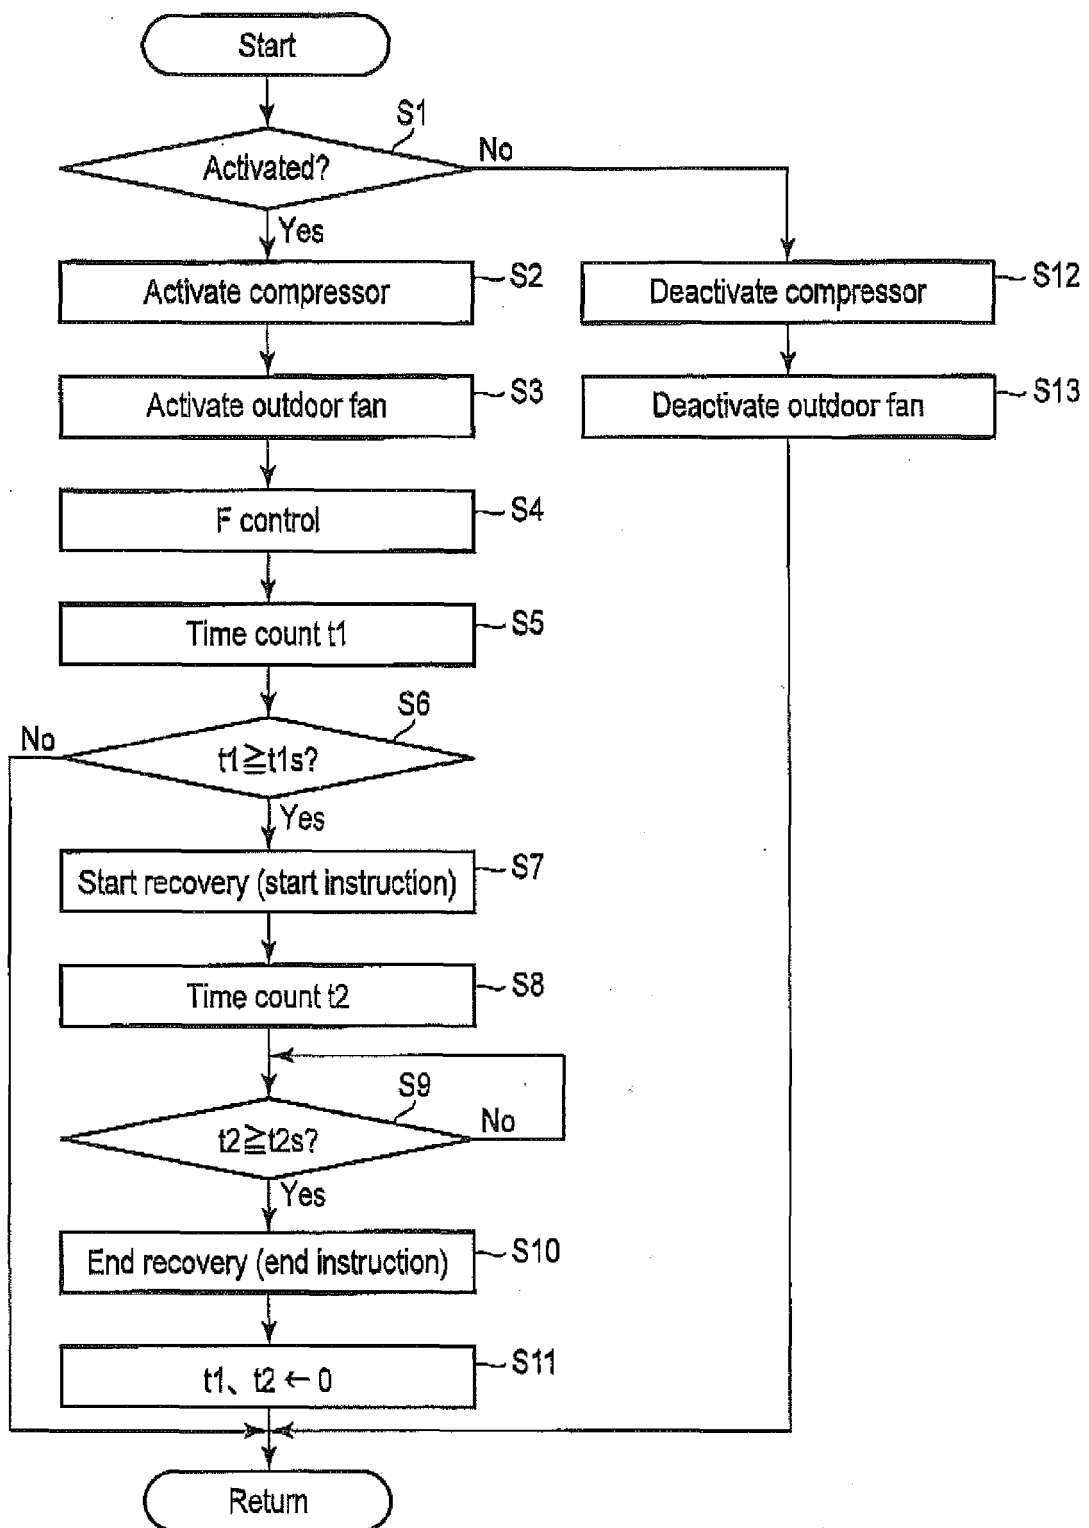 Start
S1
Activated?
No
Yes
S2
Activate compressor
S12
Deactivate compressor
S3
Activate outdoor fan
S13
Deactivate outdoor fan
S4
F control
S5
Time count t1
S6
No
t1≧t1s?
Yes
S7
Start recovery (start instruction)
S8
Time count t2
S9
t2≧t2s?
No
Yes
S10
End recovery (end instruction)
S11
t1、t2 ← 0
Return